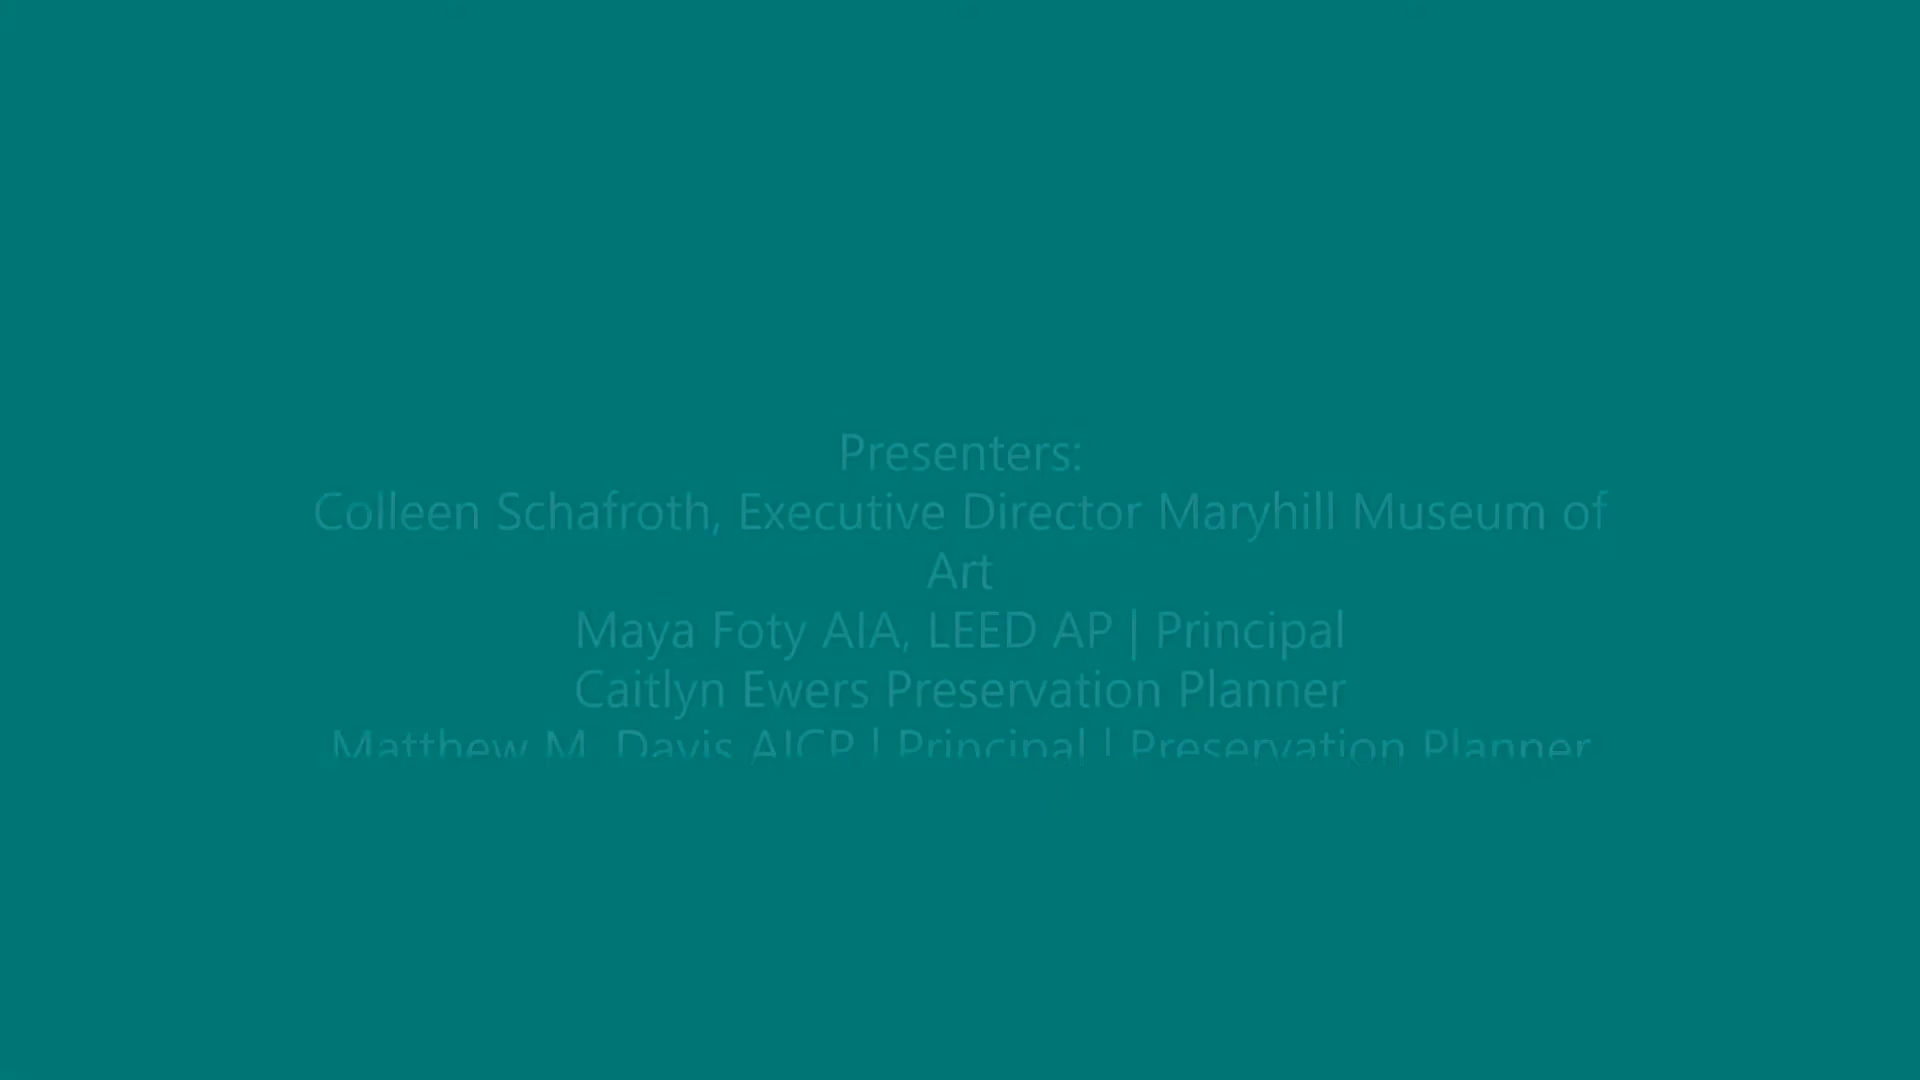 Presenters:
Colleen Schafroth, Executive Director Maryhill Museum of
Art
Maya Foty AIA, LEED AP | Principal
Caitlyn Ewers Preservation Planner
Matthew M. Davis AICP | Principal | Preservation Planner